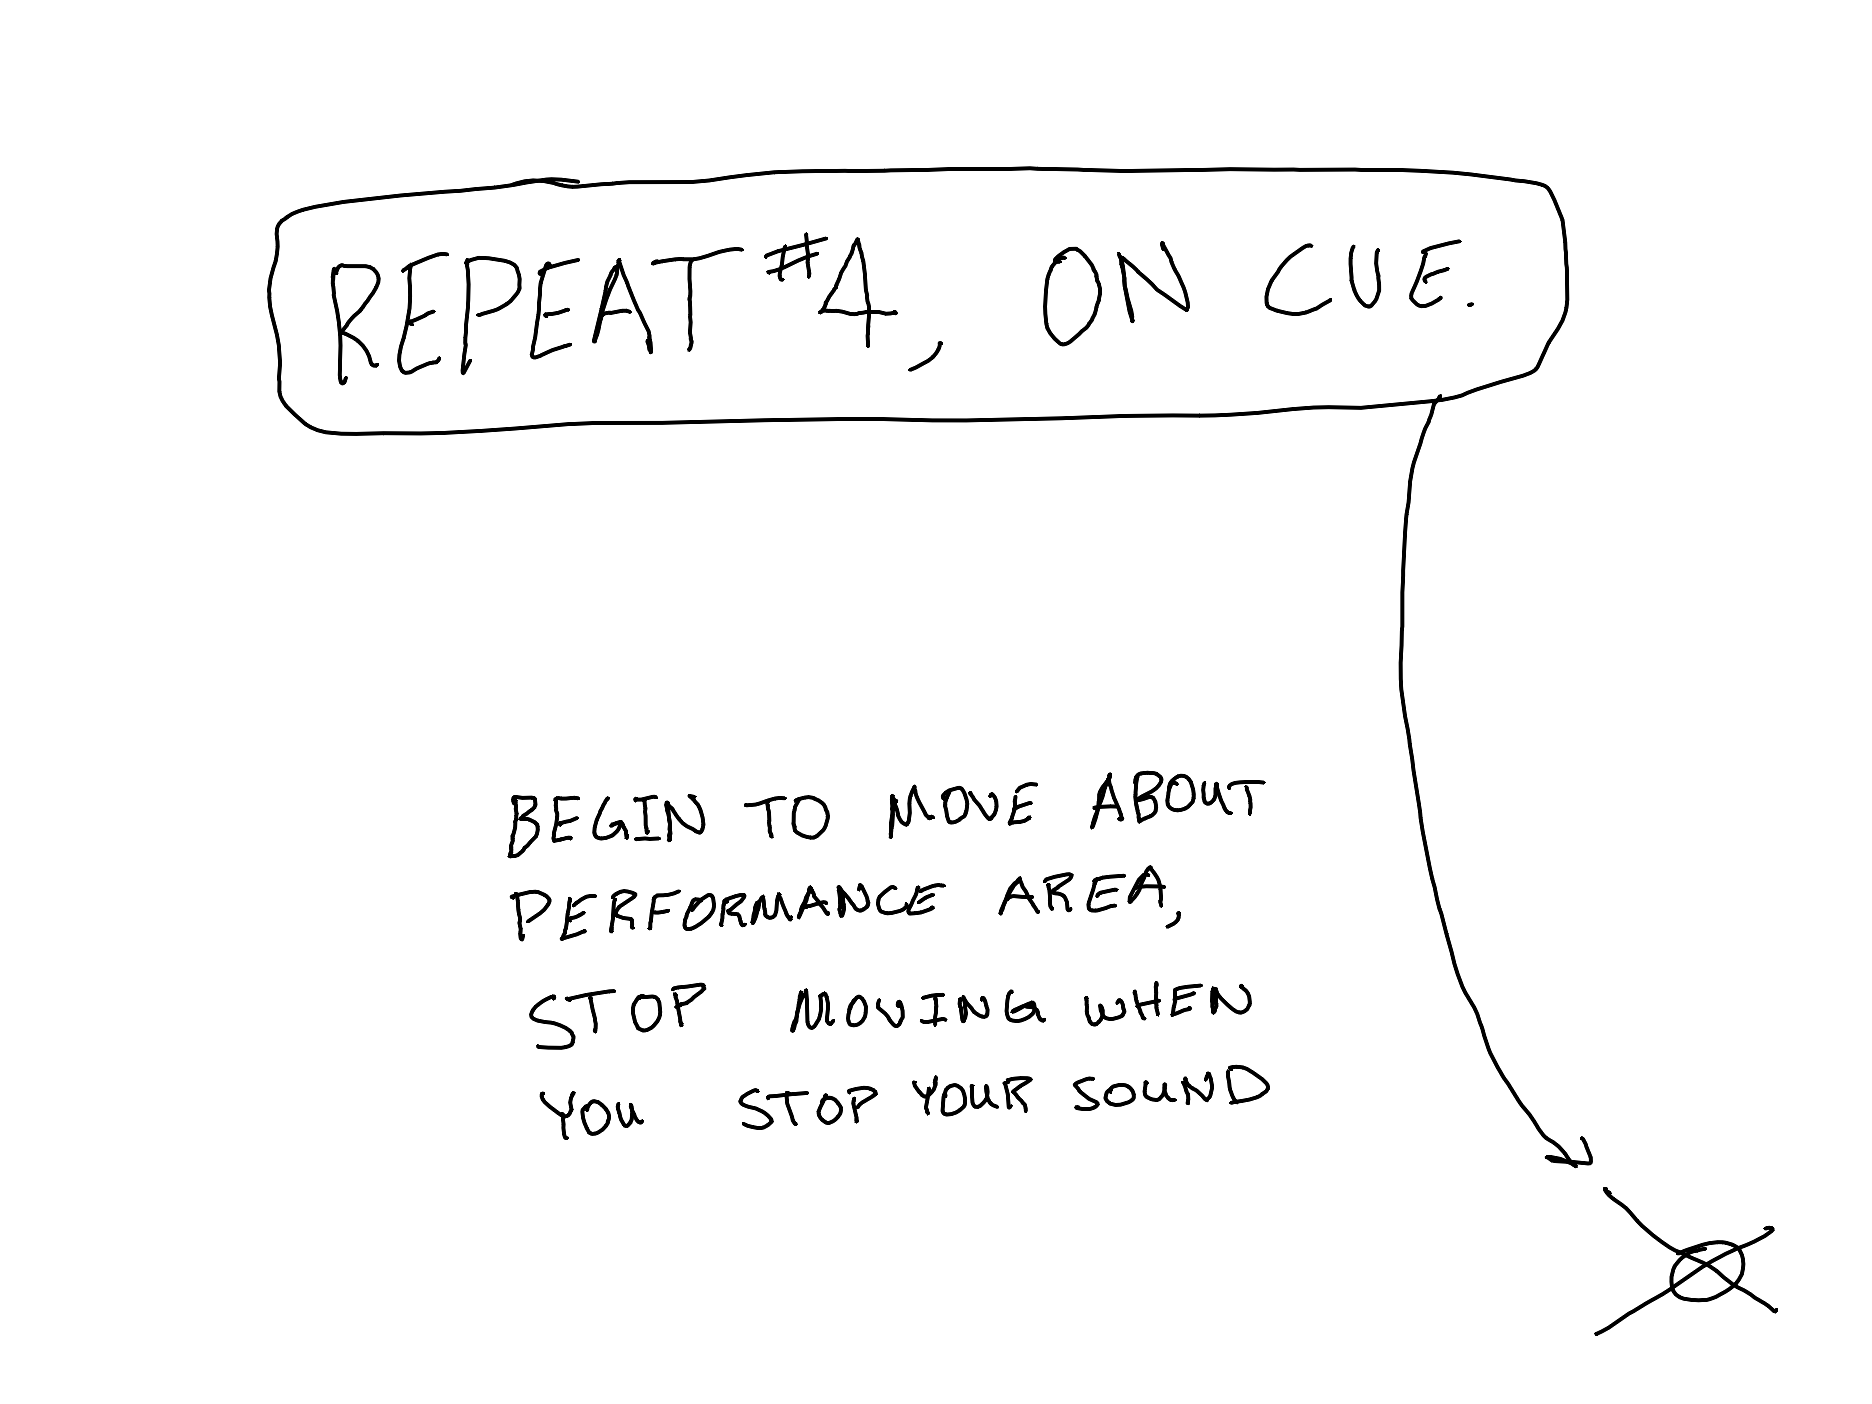 REPEAT #4, ON CUE.
BEGIN TO MOVE ABOUT
PERFORMANCE AREA,
STOP MOVING WHEN
YOU STOP YOUR SOUND